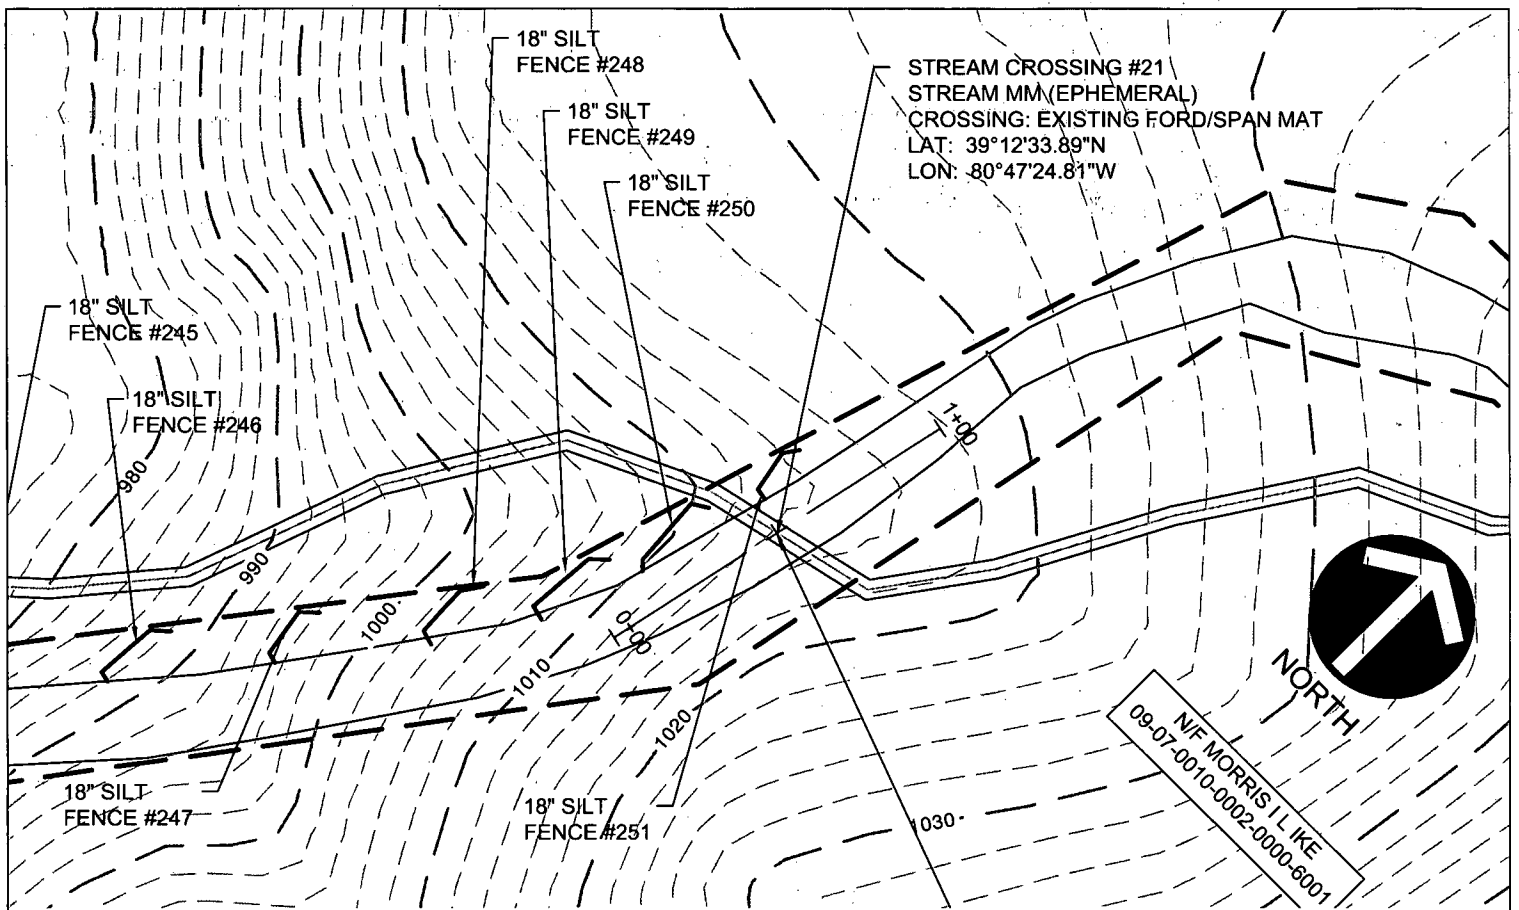 18" SILT
FENCE #248
18" SILT
FENCE #249
18" SILT
FENCE #250
STREAM CROSSING #21
STREAM MM (EPHEMERAL)
CROSSING: EXISTING FORD/SPAN MAT
LAT: 39°12'33.89"N
LON: 80°47'24.81"W
18" SILT
FENCE #245
18" SILT
FENCE #246
980
990
1000
1010
1020
1030
0+00
1+00
18" SILT
FENCE #247
18" SILT
FENCE #251
NORTH
N/F MORRIS I L IKE
09-07-0010-0002-0000-6001